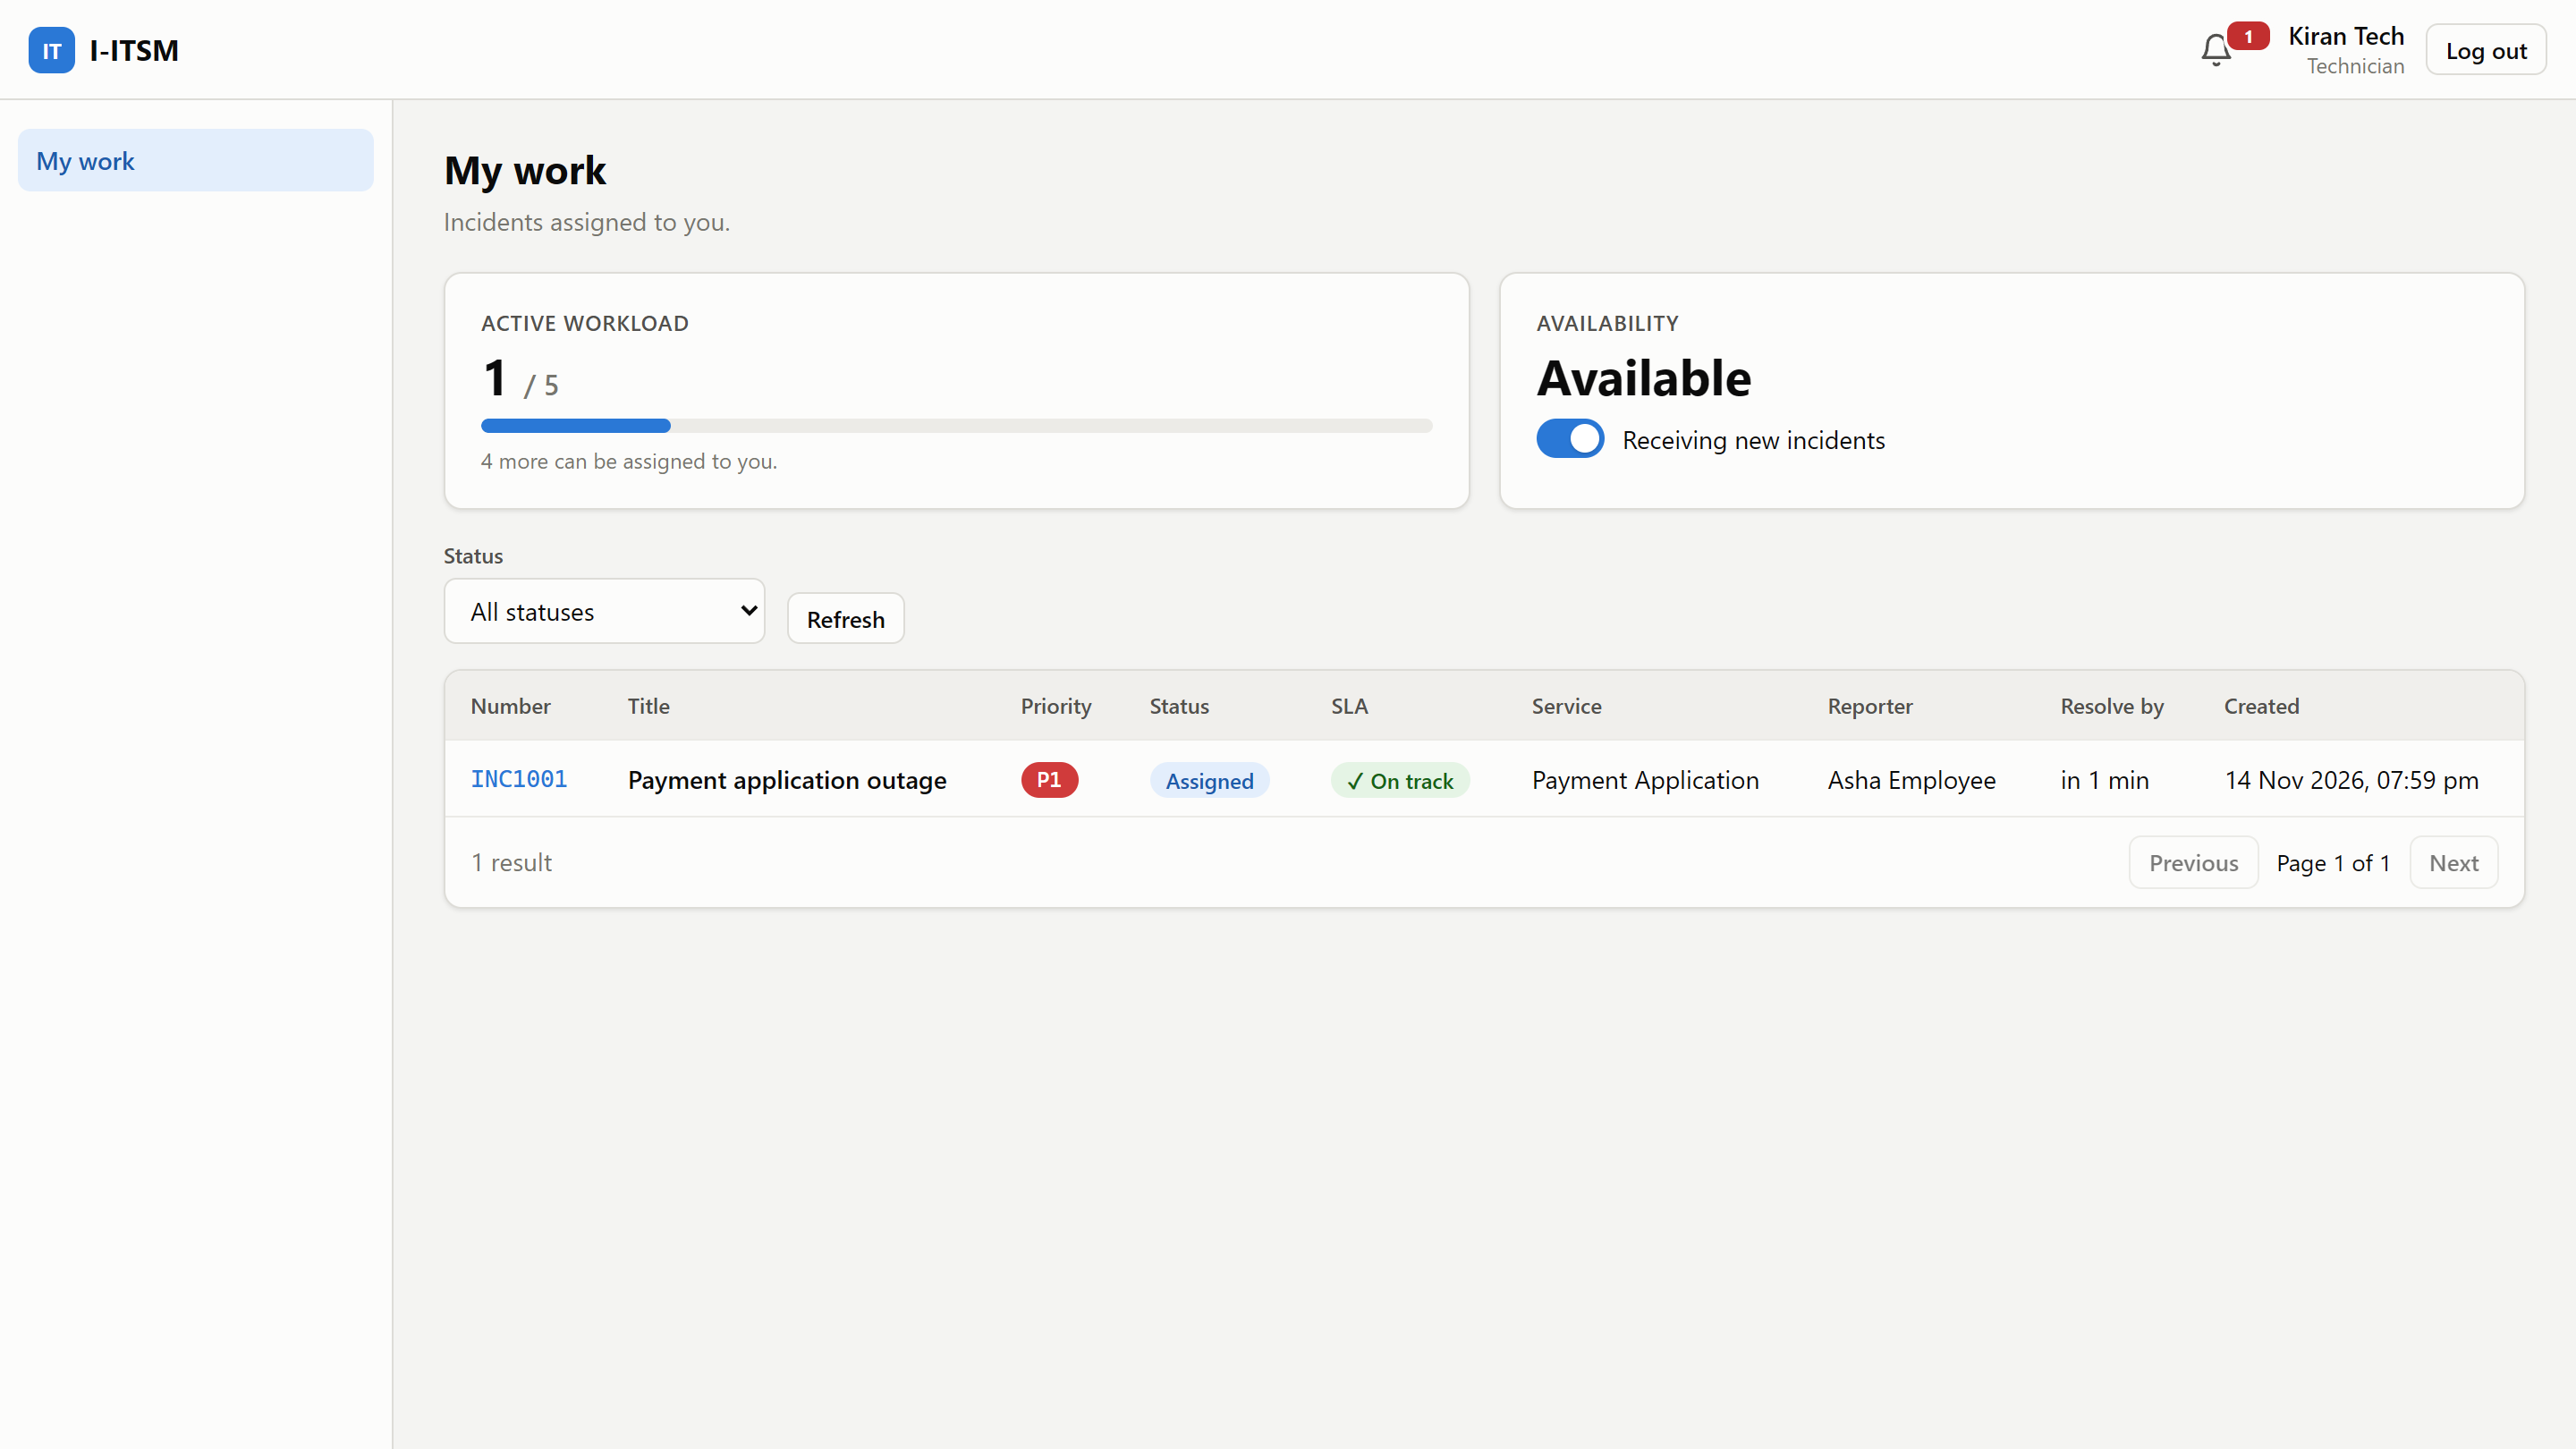 IT I-ITSM
1
Kiran Tech
Technician
Log out
My work
My work
Incidents assigned to you.
ACTIVE WORKLOAD
1 / 5
4 more can be assigned to you.
AVAILABILITY
Available
Receiving new incidents
Status
All statuses
Refresh
Number Title Priority Status SLA Service Reporter Resolve by Created
INC1001 Payment application outage P1 Assigned ✓ On track Payment Application Asha Employee in 1 min 14 Nov 2026, 07:59 pm
1 result Previous Page 1 of 1 Next